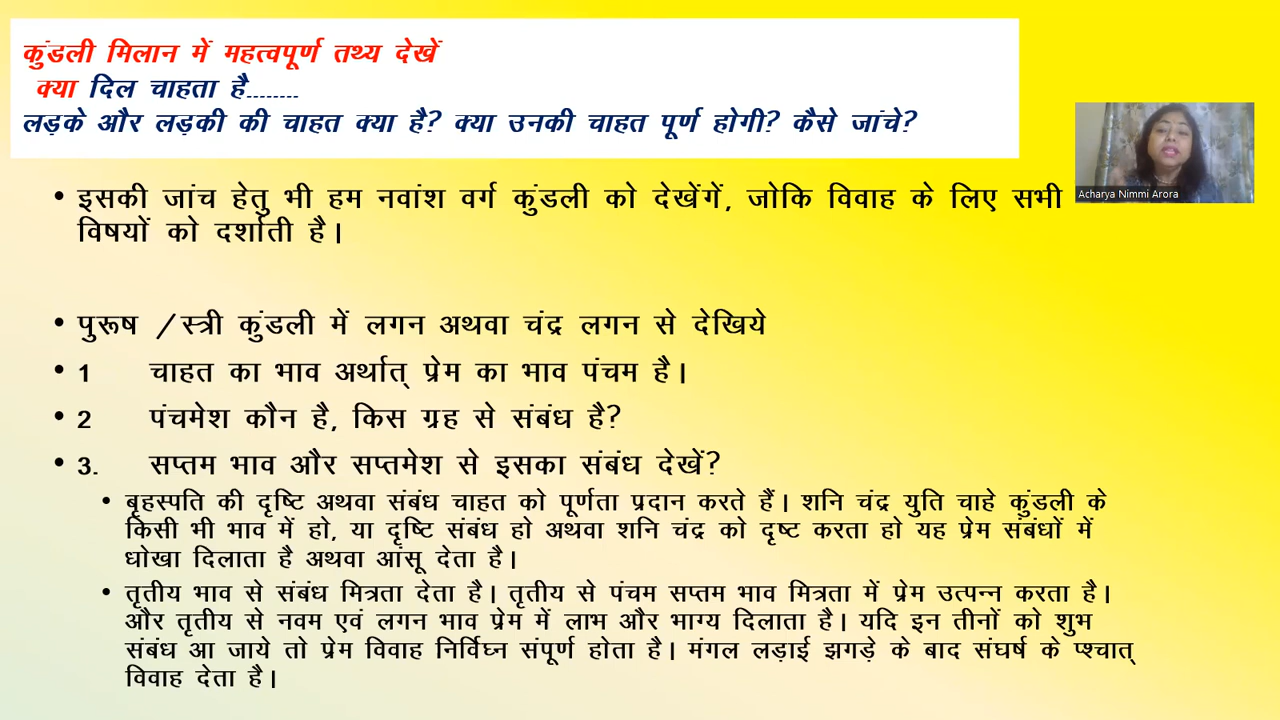 कुंडली मिलान में महत्वपूर्ण तथ्य देखें
क्या दिल चाहता है........
लड़के और लड़की की चाहत क्या है? क्या उनकी चाहत पूर्ण होगी? कैसे जांचे?
Acharya Nimmi Arora
• इसकी जांच हेतु भी हम नवांश वर्ग कुंडली को देखेंगें, जोकि विवाह के लिए सभी
विषयों को दर्शाती है।
• पुरूष /स्त्री कुंडली में लगन अथवा चंद्र लगन से देखिये
• 1 चाहत का भाव अर्थात् प्रेम का भाव पंचम है।
• 2 पंचमेश कौन है, किस ग्रह से संबंध है?
• 3. सप्तम भाव और सप्तमेश से इसका संबंध देखें?
• बृहस्पति की दृष्टि अथवा संबंध चाहत को पूर्णता प्रदान करते हैं। शनि चंद्र युति चाहे कुंडली के
किसी भी भाव में हो, या दृष्टि संबंध हो अथवा शनि चंद्र को दृष्ट करता हो यह प्रेम संबंधों में
धोखा दिलाता है अथवा आंसू देता है।
• तृतीय भाव से संबंध मित्रता देता है। तृतीय से पंचम सप्तम भाव मित्रता में प्रेम उत्पन्न करता है।
और तृतीय से नवम एवं लगन भाव प्रेम में लाभ और भाग्य दिलाता है। यदि इन तीनों को शुभ
संबंध आ जाये तो प्रेम विवाह निर्विघ्न संपूर्ण होता है। मंगल लड़ाई झगड़े के बाद संघर्ष के प्श्चात्
विवाह देता है।